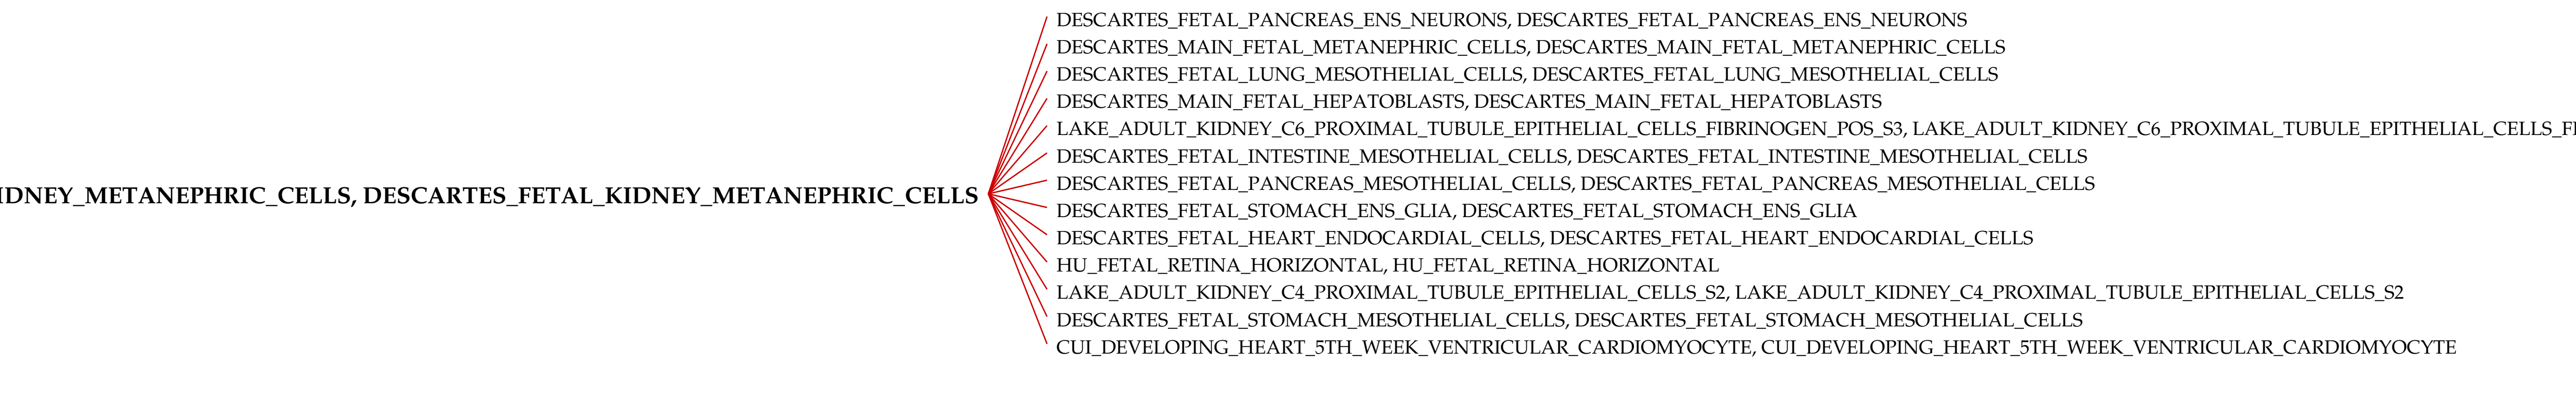 DESCARTES_FETAL_PANCREAS_ENS_NEURONS, DESCARTES_FETAL_PANCREAS_ENS_NEURONS
DESCARTES_MAIN_FETAL_METANEPHRIC_CELLS, DESCARTES_MAIN_FETAL_METANEPHRIC_CELLS
DESCARTES_FETAL_LUNG_MESOTHELIAL_CELLS, DESCARTES_FETAL_LUNG_MESOTHELIAL_CELLS
DESCARTES_MAIN_FETAL_HEPATOBLASTS, DESCARTES_MAIN_FETAL_HEPATOBLASTS
LAKE_ADULT_KIDNEY_C6_PROXIMAL_TUBULE_EPITHELIAL_CELLS_FIBRINOGEN_POS_S3, LAKE_ADULT_KIDNEY_C6_PROXIMAL_TUBULE_EPITHELIAL_CELLS_FI
DESCARTES_FETAL_INTESTINE_MESOTHELIAL_CELLS, DESCARTES_FETAL_INTESTINE_MESOTHELIAL_CELLS
DESCARTES_FETAL_PANCREAS_MESOTHELIAL_CELLS, DESCARTES_FETAL_PANCREAS_MESOTHELIAL_CELLS
IDNEY_METANEPHRIC_CELLS, DESCARTES_FETAL_KIDNEY_METANEPHRIC_CELLS
DESCARTES_FETAL_STOMACH_ENS_GLIA, DESCARTES_FETAL_STOMACH_ENS_GLIA
DESCARTES_FETAL_HEART_ENDOCARDIAL_CELLS, DESCARTES_FETAL_HEART_ENDOCARDIAL_CELLS
HU_FETAL_RETINA_HORIZONTAL, HU_FETAL_RETINA_HORIZONTAL
LAKE_ADULT_KIDNEY_C4_PROXIMAL_TUBULE_EPITHELIAL_CELLS_S2, LAKE_ADULT_KIDNEY_C4_PROXIMAL_TUBULE_EPITHELIAL_CELLS_S2
DESCARTES_FETAL_STOMACH_MESOTHELIAL_CELLS, DESCARTES_FETAL_STOMACH_MESOTHELIAL_CELLS
CUI_DEVELOPING_HEART_5TH_WEEK_VENTRICULAR_CARDIOMYOCYTE, CUI_DEVELOPING_HEART_5TH_WEEK_VENTRICULAR_CARDIOMYOCYTE